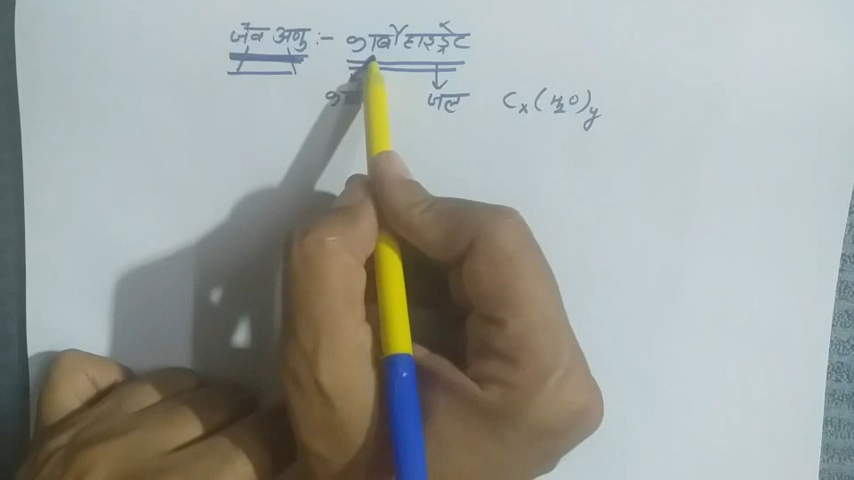 जैव अणु :- कार्बोहाइड्रेट
जल Cₓ(H₂O)ᵧ